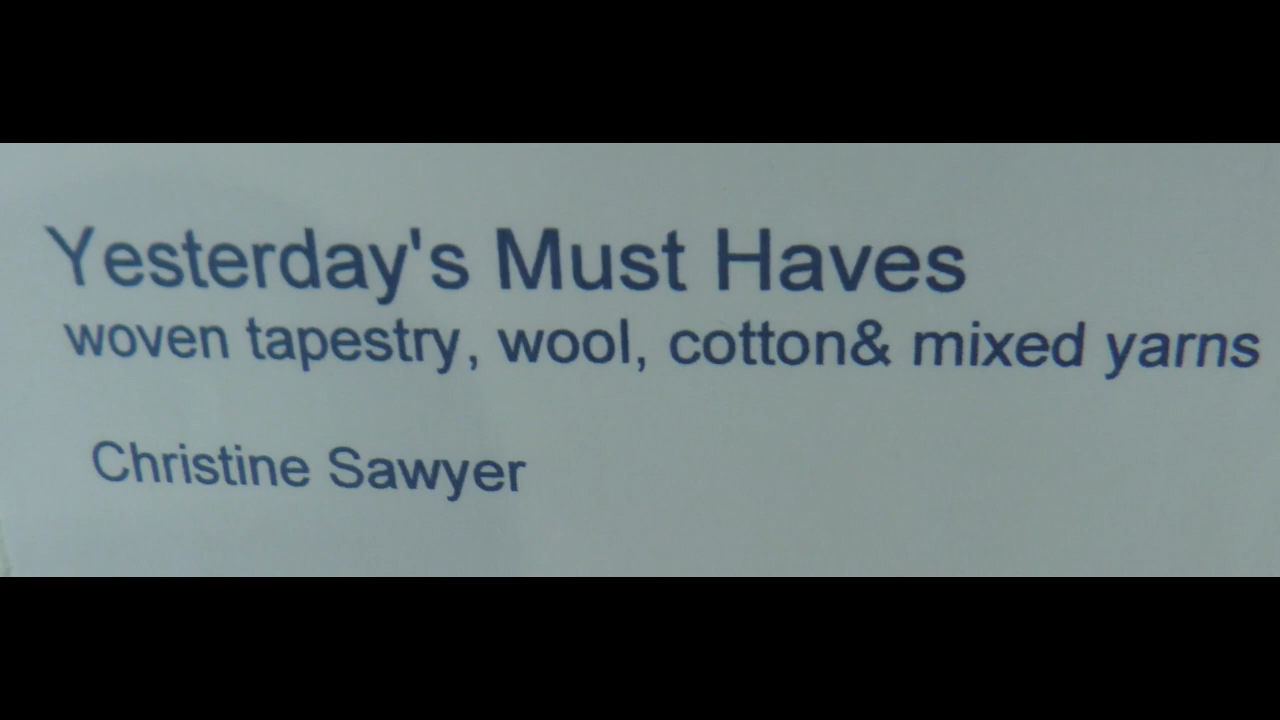 Yesterday's Must Haves
woven tapestry, wool, cotton& mixed yarns
Christine Sawyer